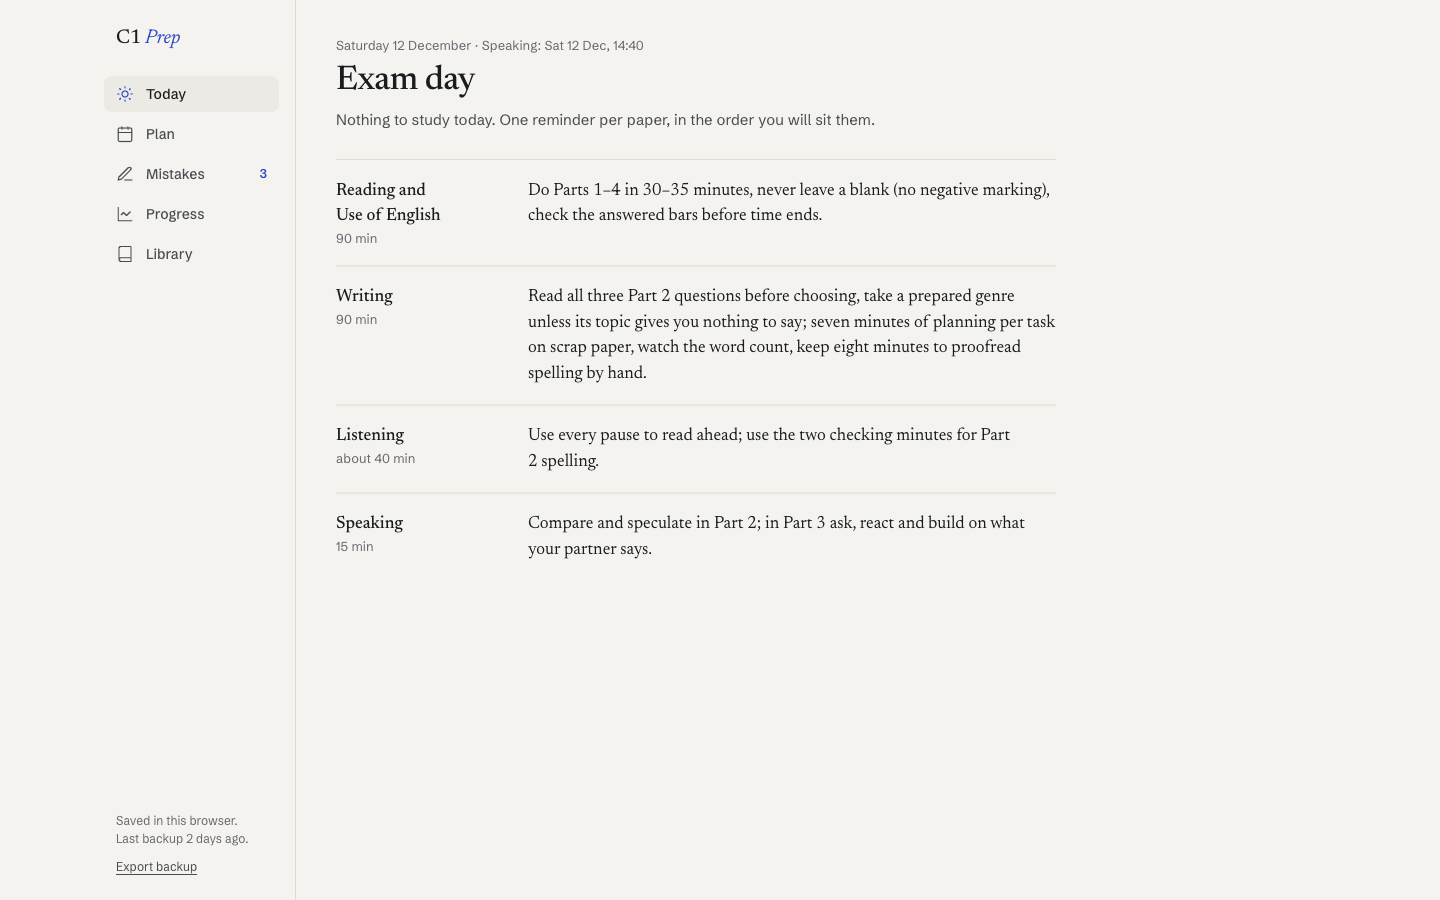 C1 Prep
Today
Plan
Mistakes 3
Progress
Library
Saved in this browser.
Last backup 2 days ago.
Export backup
Saturday 12 December · Speaking: Sat 12 Dec, 14:40
Exam day
Nothing to study today. One reminder per paper, in the order you will sit them.
Reading and
Use of English
90 min
Do Parts 1–4 in 30–35 minutes, never leave a blank (no negative marking),
check the answered bars before time ends.
Writing
90 min
Read all three Part 2 questions before choosing, take a prepared genre
unless its topic gives you nothing to say; seven minutes of planning per task
on scrap paper, watch the word count, keep eight minutes to proofread
spelling by hand.
Listening
about 40 min
Use every pause to read ahead; use the two checking minutes for Part
2 spelling.
Speaking
15 min
Compare and speculate in Part 2; in Part 3 ask, react and build on what
your partner says.